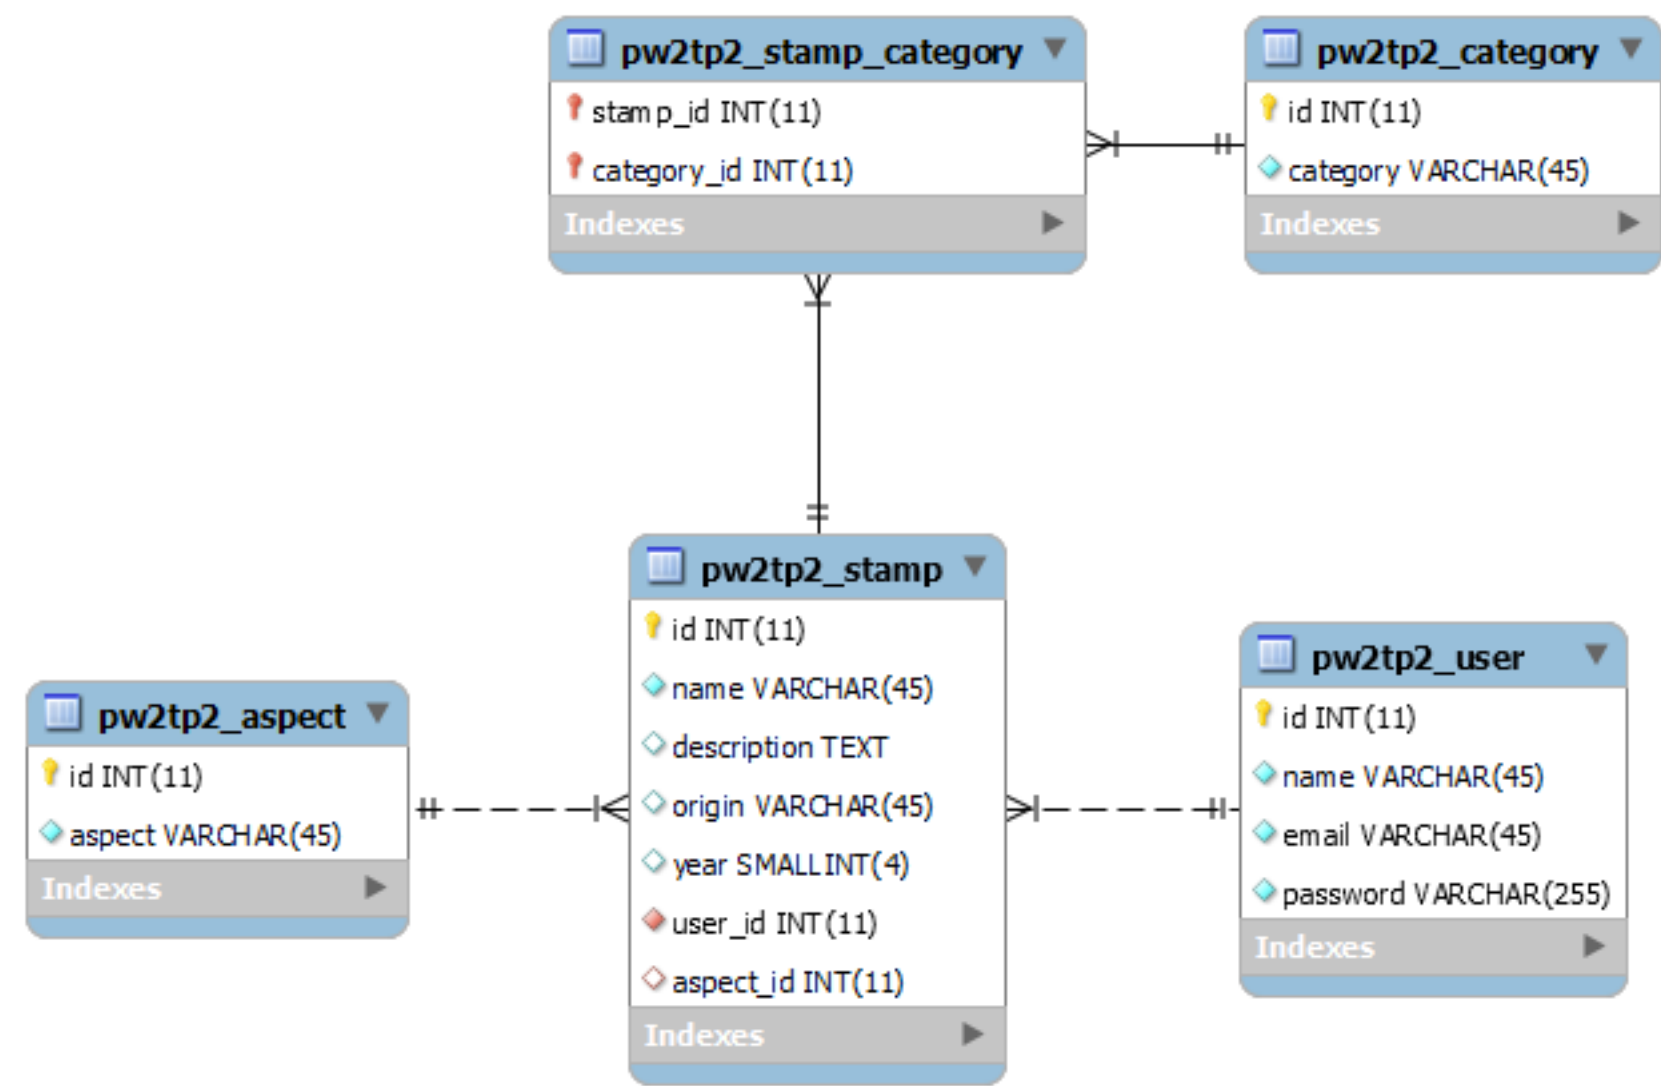 pw2tp2_stamp_category
stamp_id INT(11)
category_id INT(11)
Indexes
pw2tp2_category
id INT(11)
category VARCHAR(45)
Indexes
pw2tp2_stamp
id INT(11)
name VARCHAR(45)
description TEXT
origin VARCHAR(45)
year SMALLINT(4)
user_id INT(11)
aspect_id INT(11)
Indexes
pw2tp2_aspect
id INT(11)
aspect VARCHAR(45)
Indexes
pw2tp2_user
id INT(11)
name VARCHAR(45)
email VARCHAR(45)
password VARCHAR(255)
Indexes